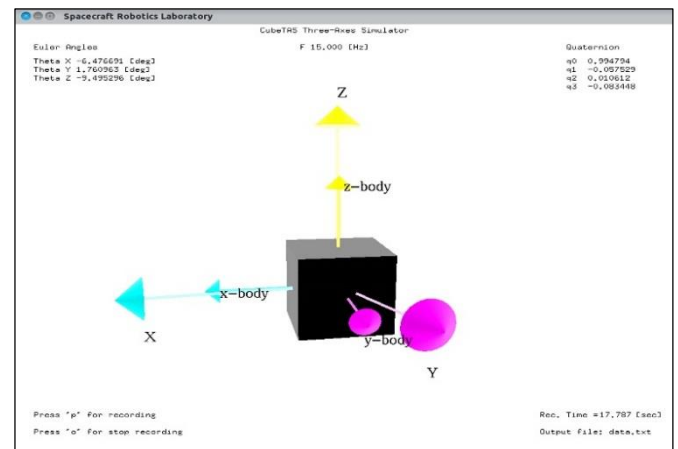 Spacecraft Robotics Laboratory
CubeTAS Three-Axes Simulator
Euler Angles
F 15.000 [Hz]
Quaternion
Theta X -6.476691 [deg]
Theta Y 1.760963 [deg]
Theta Z -9.495296 [deg]
q0 0.994794
q1 -0.057529
q2 0.010612
q3 -0.083448
Z
z-body
x-body
X
y-body
Y
Press "p" for recording
Rec. Time =17.787 [sec]
Press "o" for stop recording
Output file: data.txt